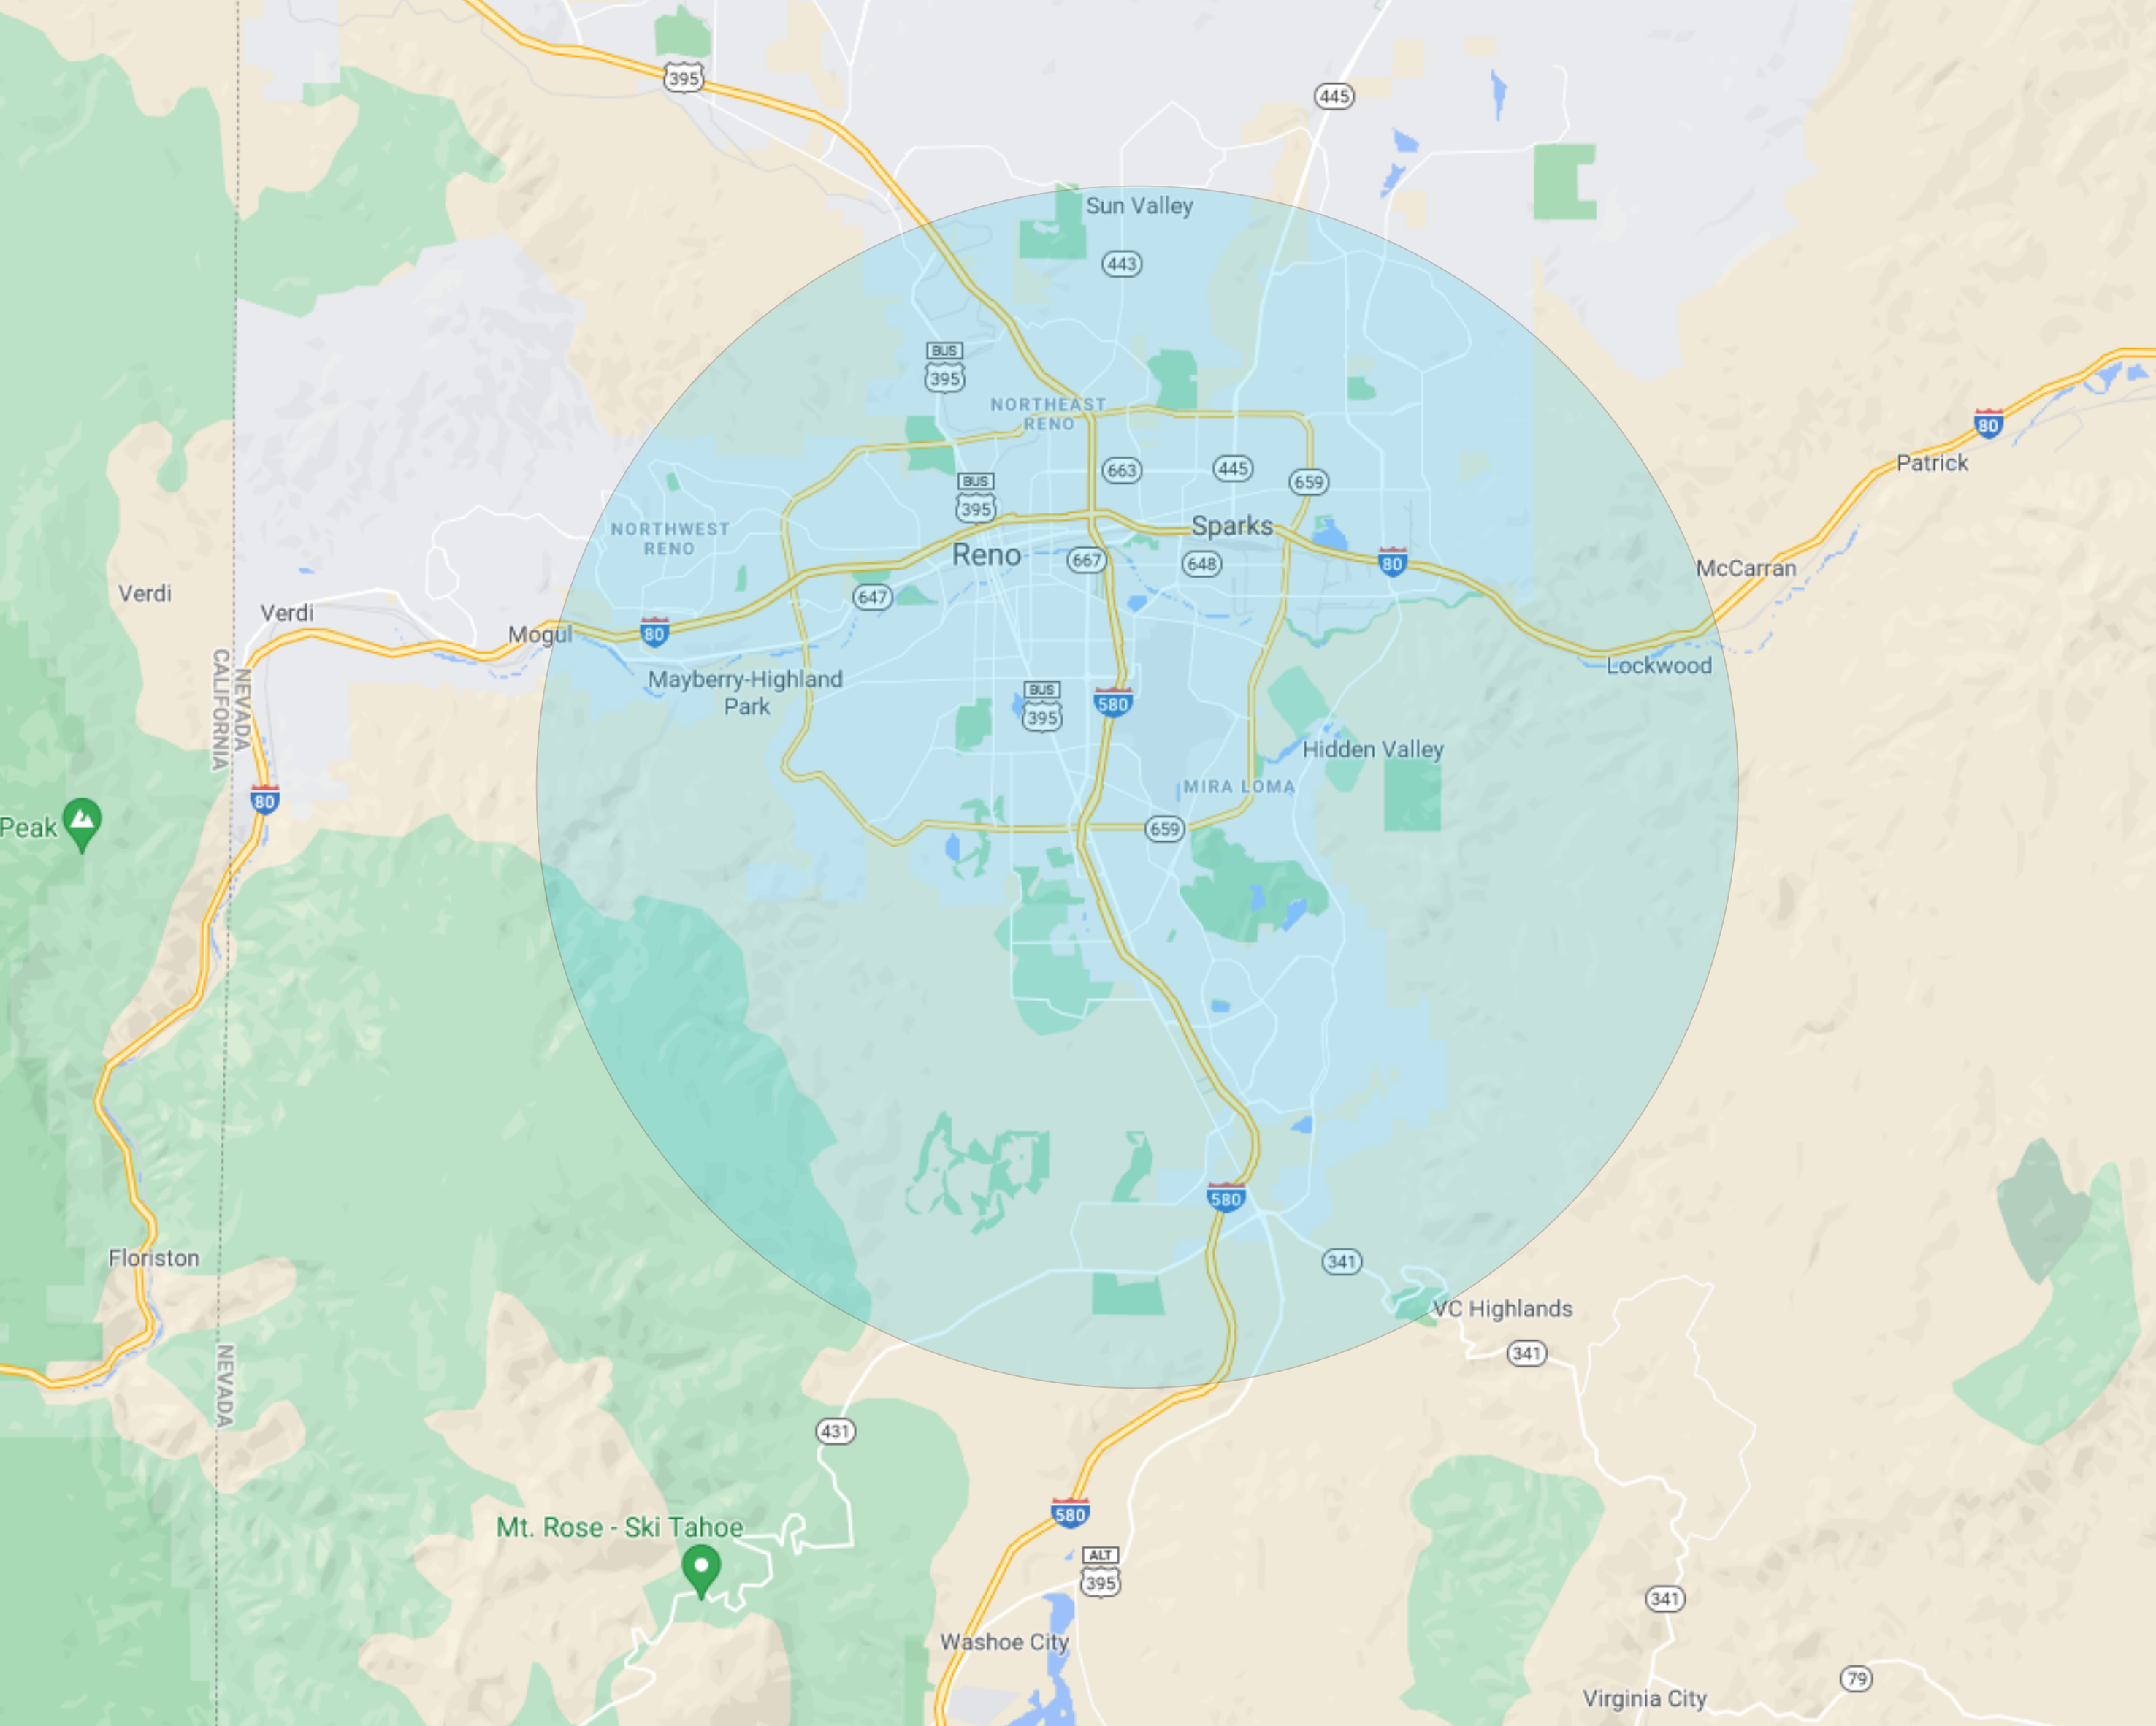 395
445
Sun Valley
443
BUS
395
NORTHEAST
RENO
80
Patrick
663
445
659
BUS
395
NORTHWEST
RENO
Sparks
Reno
667
648
80
McCarran
Verdi
647
Verdi
Mogul
80
Lockwood
Mayberry-Highland
Park
NEVADA
CALIFORNIA
BUS
395
580
Hidden Valley
MIRA LOMA
80
Peak
659
580
Floriston
341
VC Highlands
341
NEVADA
431
580
Mt. Rose - Ski Tahoe
ALT
395
341
Washoe City
79
Virginia City